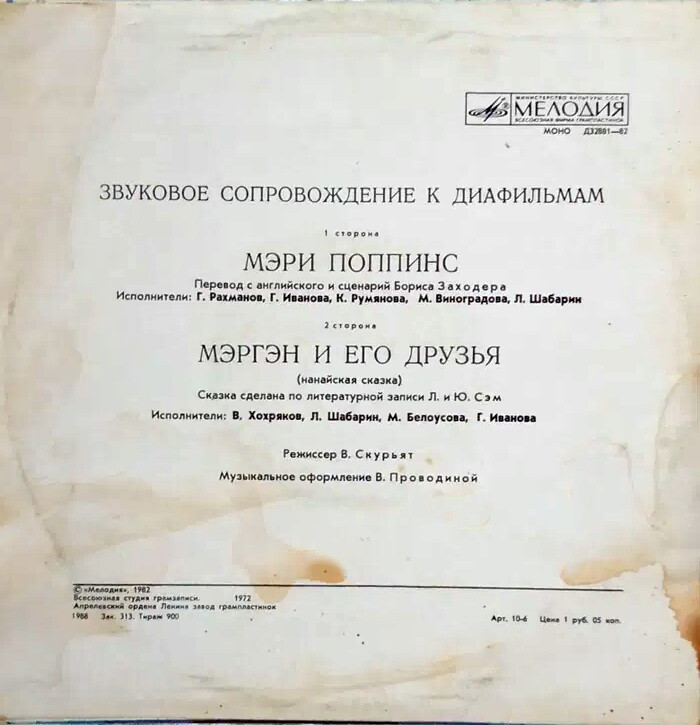 МИНИСТЕРСТВО КУЛЬТУРЫ СССР
МЕЛОДИЯ
ВСЕСОЮЗНАЯ ФИРМА ГРАМПЛАСТИНОК
МОНО Д32881—82
ЗВУКОВОЕ СОПРОВОЖДЕНИЕ К ДИАФИЛЬМАМ
1 сторона
МЭРИ ПОППИНС
Перевод с английского и сценарий Бориса Заходера
Исполнители: Г. Рахманов, Г. Иванова, К. Румянова, М. Виноградова, Л. Шабарин
2 сторона
МЭРГЭН И ЕГО ДРУЗЬЯ
(нанайская сказка)
Сказка сделана по литературной записи Л. и Ю. Сэм
Исполнители: В. Хохряков, Л. Шабарин, М. Белоусова, Г. Иванова
Режиссер В. Скурьят
Музыкальное оформление В. Проводиной
© «Мелодия», 1982
Всесоюзная студия грамзаписи. 1972
Апрелевский ордена Ленина завод грампластинок
1988 Зак. 313. Тираж 900
Арт. 10-6 Цена 1 руб. 05 коп.